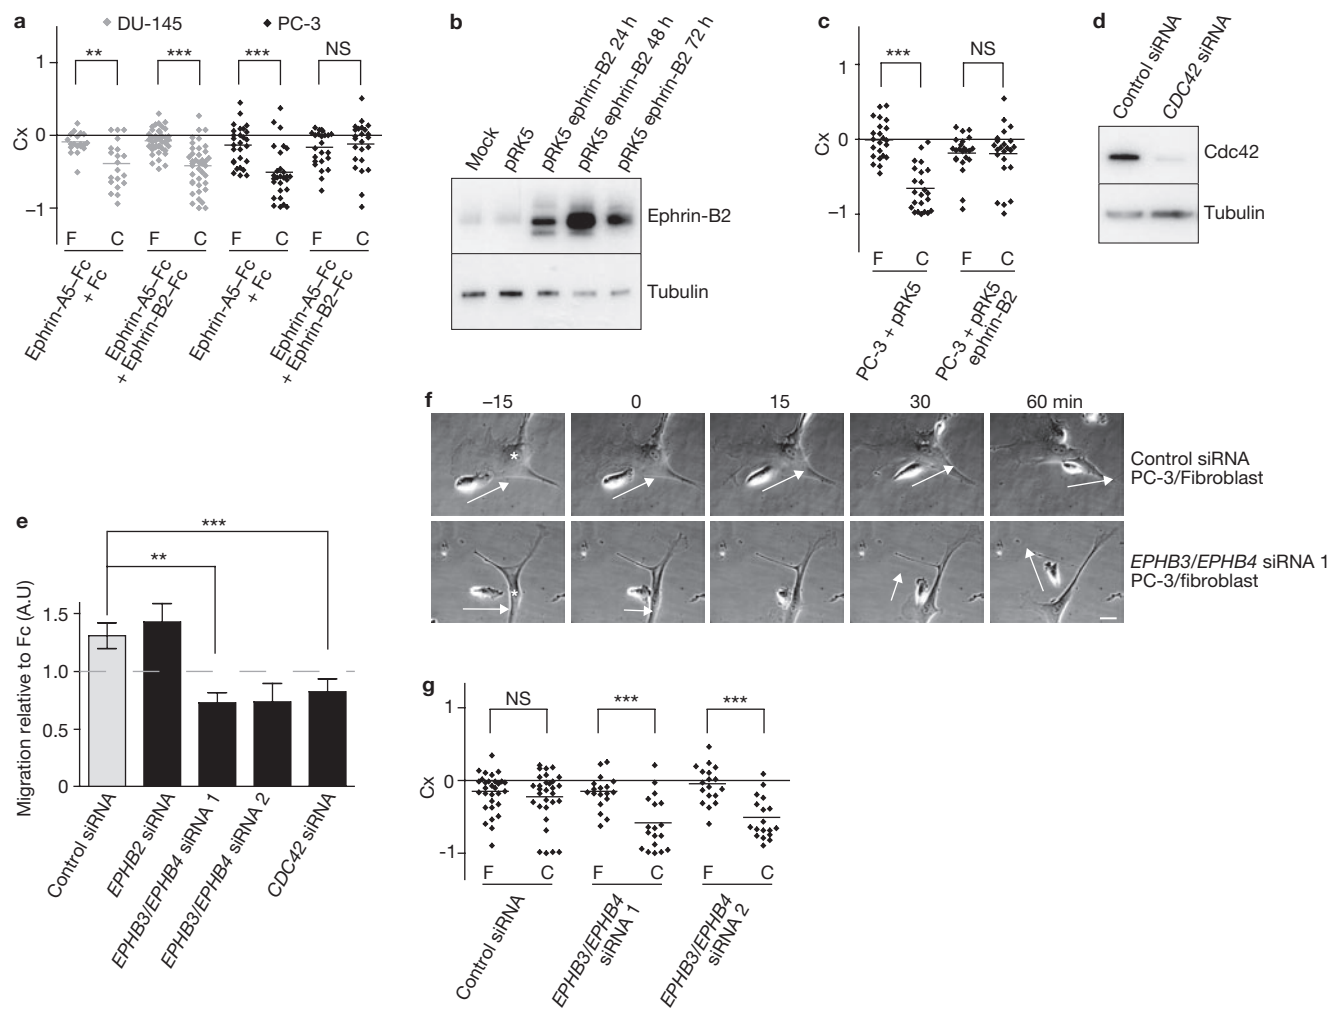 a
DU-145
PC-3
1
0
−1
Cx
**
***
***
NS
F
C
F
C
F
C
F
C
Ephrin-A5–Fc
+ Fc
Ephrin-A5–Fc
+ Ephrin-B2–Fc
Ephrin-A5–Fc
+ Fc
Ephrin-A5–Fc
+ Ephrin-B2–Fc
b
Mock
pRK5
pRK5 ephrin-B2 24 h
pRK5 ephrin-B2 48 h
pRK5 ephrin-B2 72 h
Ephrin-B2
Tubulin
c
1
0
−1
Cx
***
NS
F
C
F
C
PC-3 + pRK5
PC-3 + pRK5
ephrin-B2
d
Control siRNA
CDC42 siRNA
Cdc42
Tubulin
e
***
**
Migration relative to Fc (A.U)
1.5
1.0
0.5
0
Control siRNA
EPHB2 siRNA
EPHB3/EPHB4 siRNA 1
EPHB3/EPHB4 siRNA 2
CDC42 siRNA
f
−15
0
15
30
60 min
*
Control siRNA
PC-3/Fibroblast
*
EPHB3/EPHB4 siRNA 1
PC-3/fibroblast
g
1
0
-1
Cx
NS
***
***
F
C
F
C
F
C
Control siRNA
EPHB3/EPHB4
siRNA 1
EPHB3/EPHB4
siRNA 2